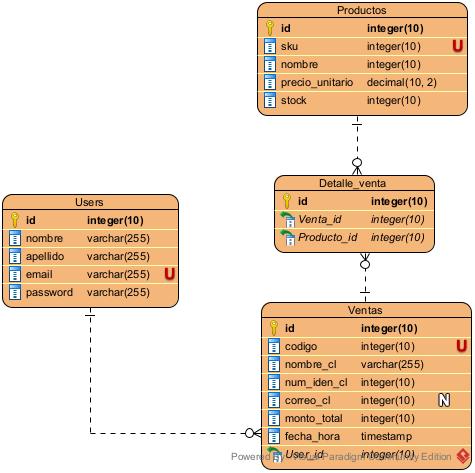 Productos
id integer(10)
sku integer(10) U
nombre integer(10)
precio_unitario decimal(10, 2)
stock integer(10)
Detalle_venta
id integer(10)
Venta_id integer(10)
Producto_id integer(10)
Users
id integer(10)
nombre varchar(255)
apellido varchar(255)
email varchar(255) U
password varchar(255)
Ventas
id integer(10)
codigo integer(10) U
nombre_cl varchar(255)
num_iden_cl integer(10)
correo_cl integer(10) N
monto_total integer(10)
fecha_hora timestamp
User_id integer(10)
Powered By Visual Paradigm Community Edition